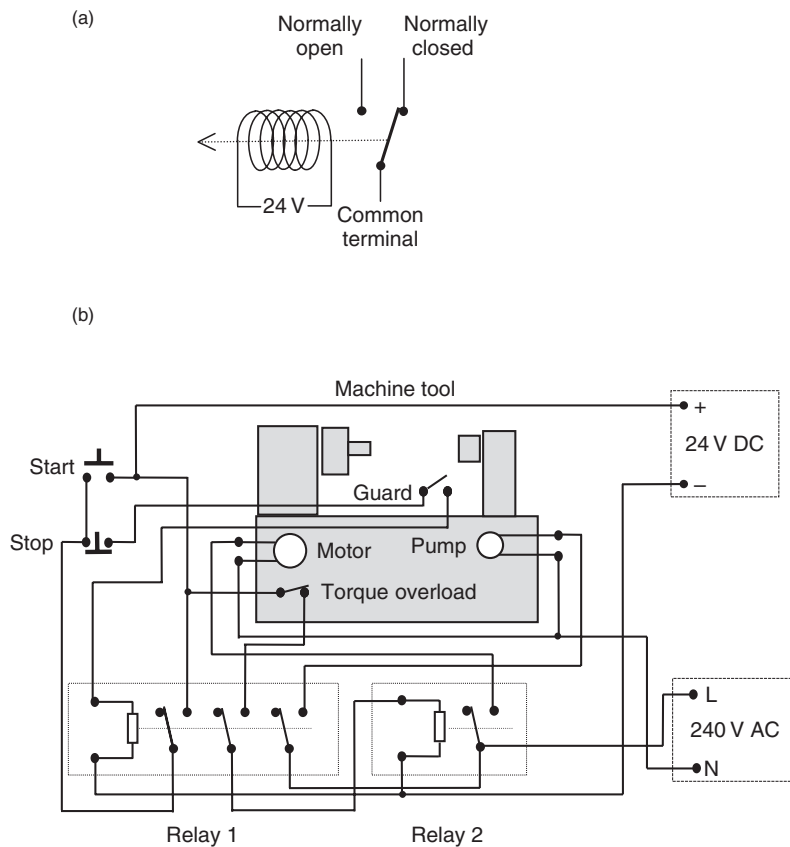 (a)
Normally
open
Normally
closed
24 V
Common
terminal
(b)
Machine tool
+
24 V DC
–
Start
Guard
Stop
Motor
Pump
Torque overload
L
240 V AC
N
Relay 1
Relay 2